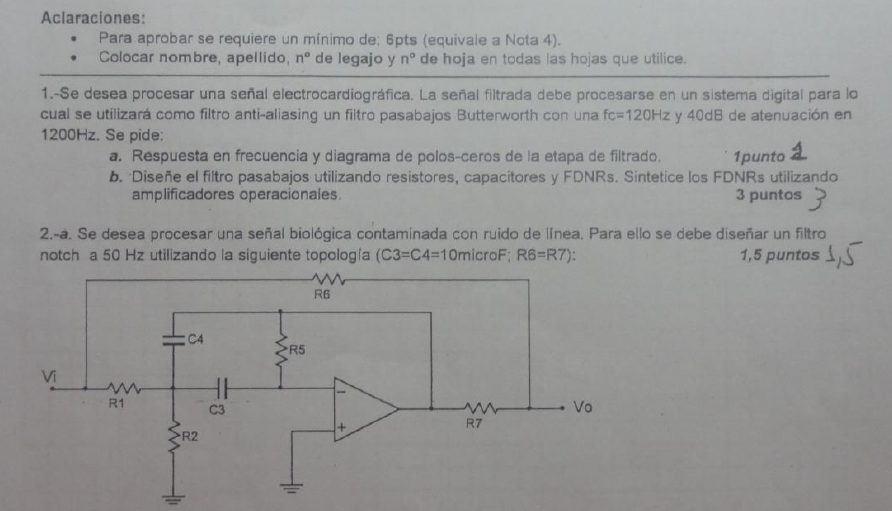 Aclaraciones:
• Para aprobar se requiere un mínimo de: 6pts (equivale a Nota 4).
• Colocar nombre, apellido, nº de legajo y nº de hoja en todas las hojas que utilice.
1.-Se desea procesar una señal electrocardiográfica. La señal filtrada debe procesarse en un sistema digital para lo
cual se utilizará como filtro anti-aliasing un filtro pasabajos Butterworth con una fc=120Hz y 40dB de atenuación en
1200Hz. Se pide:
a. Respuesta en frecuencia y diagrama de polos-ceros de la etapa de filtrado. 1punto 1
b. Diseñe el filtro pasabajos utilizando resistores, capacitores y FDNRs. Sintetice los FDNRs utilizando
amplificadores operacionales. 3 puntos 3
2.-a. Se desea procesar una señal biológica contaminada con ruido de línea. Para ello se debe diseñar un filtro
notch a 50 Hz utilizando la siguiente topología (C3=C4=10microF; R6=R7): 1,5 puntos 1,5
R6
C4
R5
Vi
R1
C3
R2
-
+
R7
Vo